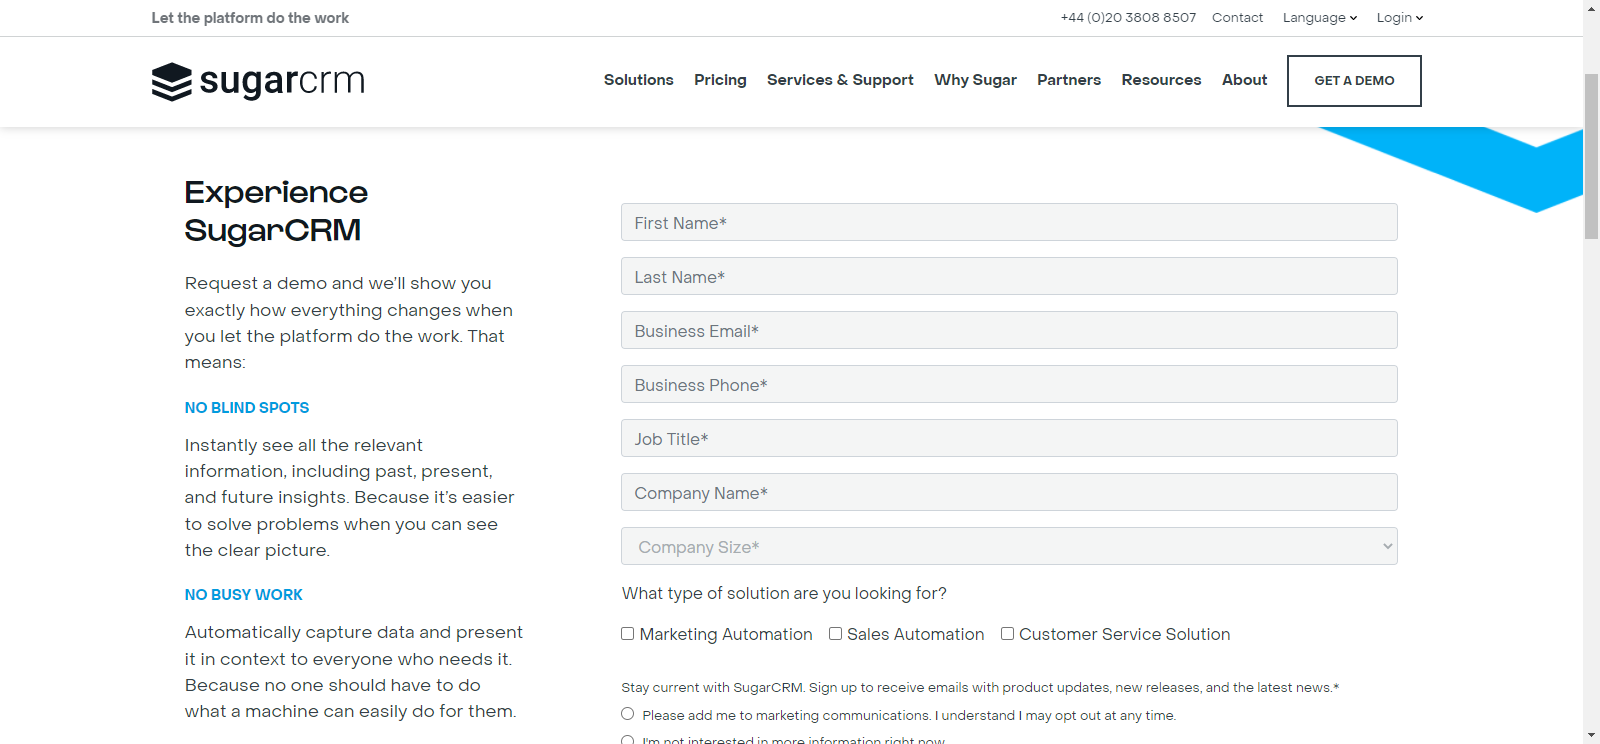 Let the platform do the work
+44 (0)20 3808 8507 Contact Language Login
sugarcrm
Solutions Pricing Services & Support Why Sugar Partners Resources About GET A DEMO
Experience
SugarCRM
Request a demo and we’ll show you
exactly how everything changes when
you let the platform do the work. That
means:
NO BLIND SPOTS
Instantly see all the relevant
information, including past, present,
and future insights. Because it’s easier
to solve problems when you can see
the clear picture.
NO BUSY WORK
Automatically capture data and present
it in context to everyone who needs it.
Because no one should have to do
what a machine can easily do for them.
First Name*
Last Name*
Business Email*
Business Phone*
Job Title*
Company Name*
Company Size*
What type of solution are you looking for?
Marketing Automation Sales Automation Customer Service Solution
Stay current with SugarCRM. Sign up to receive emails with product updates, new releases, and the latest news.*
Please add me to marketing communications. I understand I may opt out at any time.
I'm not interested in more information right now